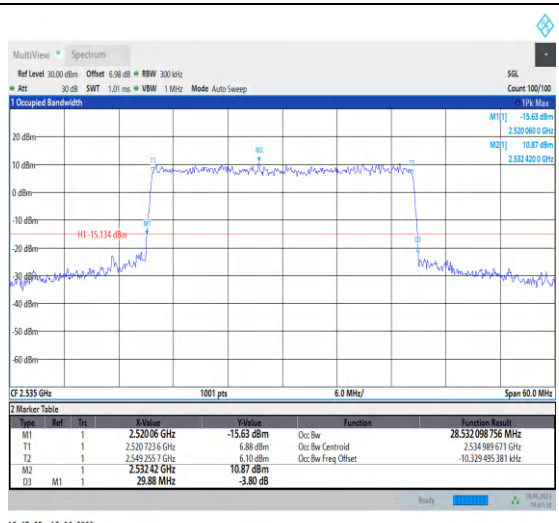 MultiView Spectrum
Ref Level 30.00 dBm Offset 6.98 dB RBW 300 kHz SGL
Att 30 dB SWT 1.01 ms VBW 1 MHz Mode Auto Sweep Count 100/100
1 Occupied Bandwidth 1Pk Max
M1[1] -15.63 dBm
2.520 060 0 GHz
M2[1] 10.87 dBm
2.532 420 0 GHz
20 dBm
M2
T1
T2
10 dBm
0 dBm
-10 dBm
M1
H1 -15.134 dBm
D3
-20 dBm
-30 dBm
-40 dBm
-50 dBm
-60 dBm
CF 2.535 GHz 1001 pts 6.0 MHz/ Span 60.0 MHz
2 Marker Table
Type Ref Trc X-Value Y-Value Function Function Result
M1 1 2.52006 GHz -15.63 dBm Occ Bw 28.532 098 756 MHz
T1 1 2.520 723 6 GHz 6.88 dBm Occ Bw Centroid 2.534 989 671 GHz
T2 1 2.549 255 7 GHz 6.10 dBm Occ Bw Freq Offset -10.329 495 381 kHz
M2 1 2.53242 GHz 10.87 dBm
D3 M1 1 29.88 MHz -3.80 dB
Ready